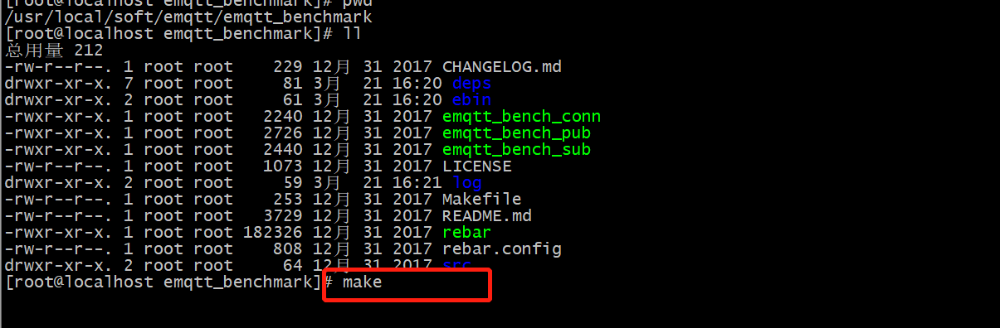 [root@localhost emqtt_benchmark]# pwd
/usr/local/soft/emqtt/emqtt_benchmark
[root@localhost emqtt_benchmark]# ll
总用量 212
-rw-r--r--. 1 root root    229 12月 31 2017 CHANGELOG.md
drwxr-xr-x. 7 root root     81 3月  21 16:20 deps
drwxr-xr-x. 2 root root     61 3月  21 16:20 ebin
-rwxr-xr-x. 1 root root   2240 12月 31 2017 emqtt_bench_conn
-rwxr-xr-x. 1 root root   2726 12月 31 2017 emqtt_bench_pub
-rwxr-xr-x. 1 root root   2440 12月 31 2017 emqtt_bench_sub
-rw-r--r--. 1 root root   1073 12月 31 2017 LICENSE
drwxr-xr-x. 2 root root     59 3月  21 16:21 log
-rw-r--r--. 1 root root    253 12月 31 2017 Makefile
-rw-r--r--. 1 root root   3729 12月 31 2017 README.md
-rwxr-xr-x. 1 root root 182326 12月 31 2017 rebar
-rw-r--r--. 1 root root    808 12月 31 2017 rebar.config
drwxr-xr-x. 2 root root     64 12月 31 2017 src
[root@localhost emqtt_benchmark]# make